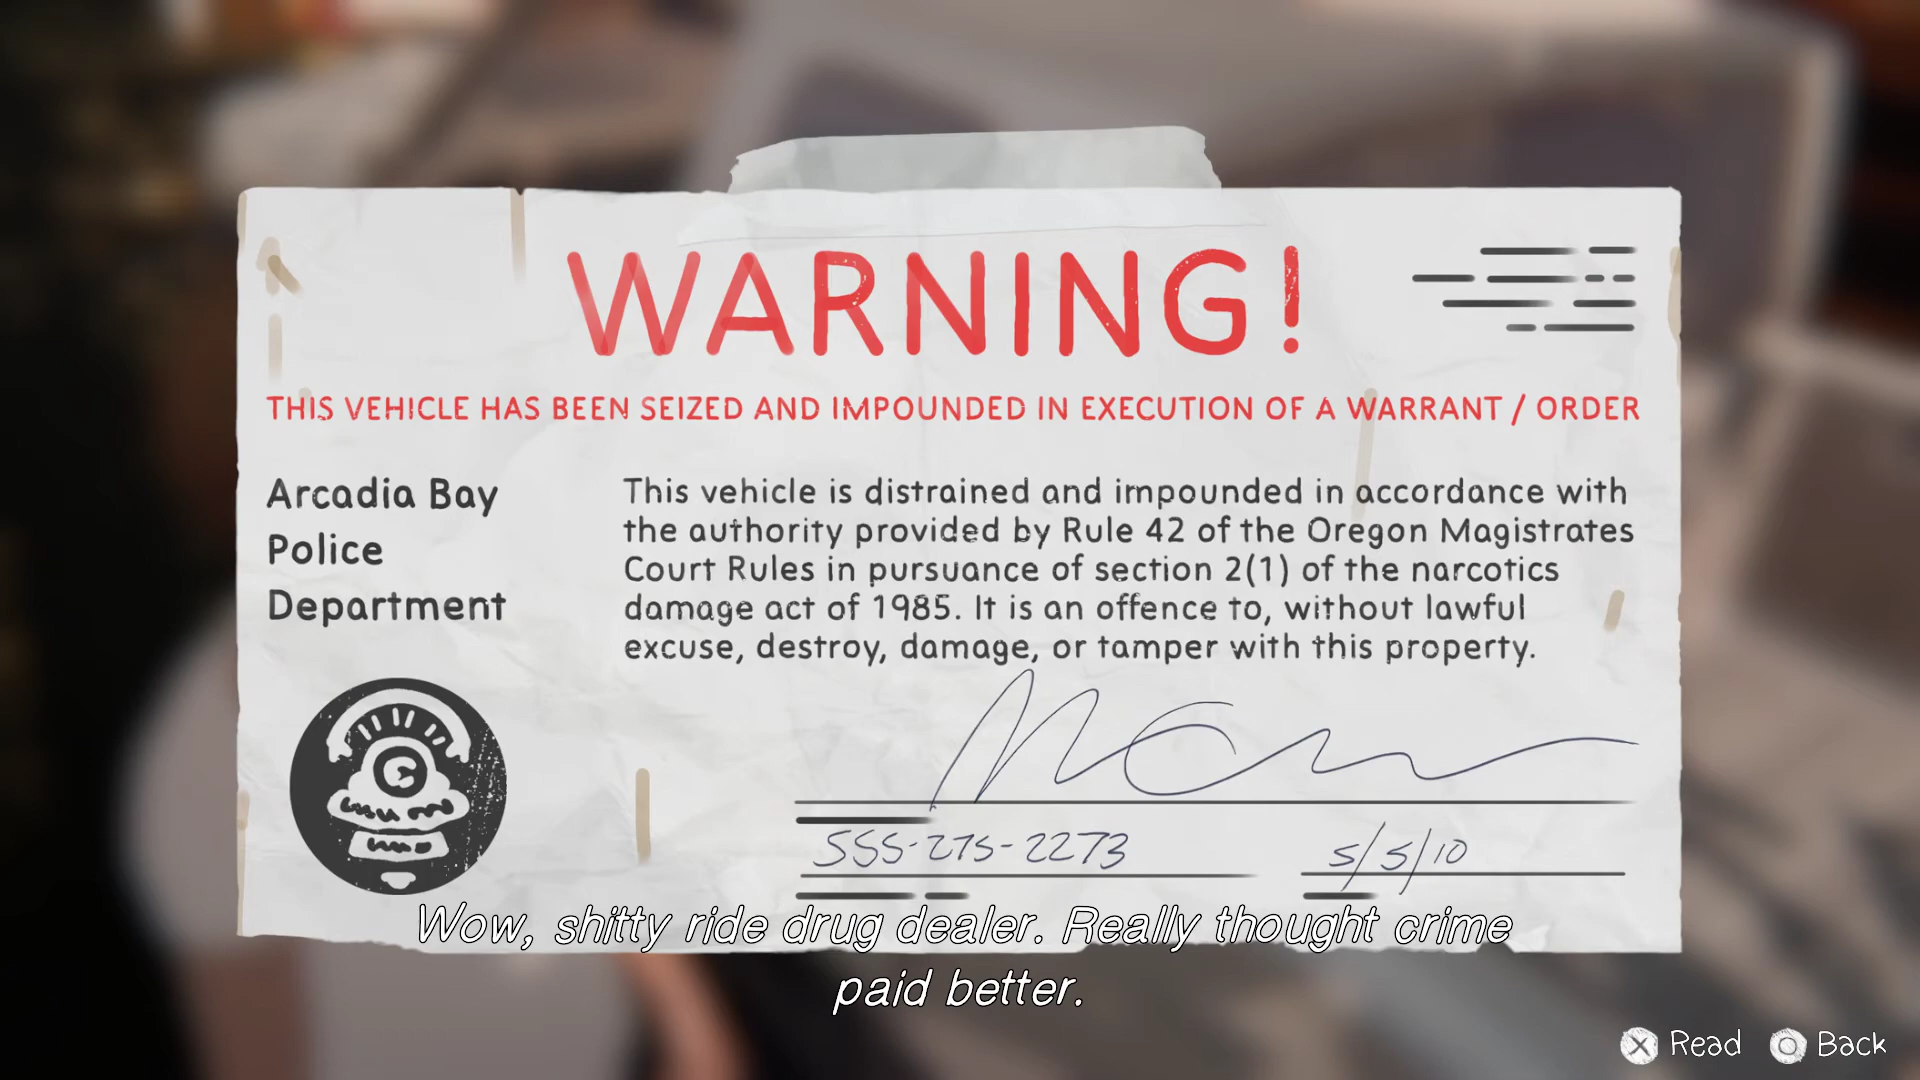 WARNING!
THIS VEHICLE HAS BEEN SEIZED AND IMPOUNDED IN EXECUTION OF A WARRANT / ORDER
Arcadia Bay
Police
Department
This vehicle is distrained and impounded in accordance with
the authority provided by Rule 42 of the Oregon Magistrates
Court Rules in pursuance of section 2(1) of the narcotics
damage act of 1985. It is an offence to, without lawful
excuse, destroy, damage, or tamper with this property.
555-275-2273
5/5/10
Wow, shitty ride drug dealer. Really thought crime
paid better.
Read
Back